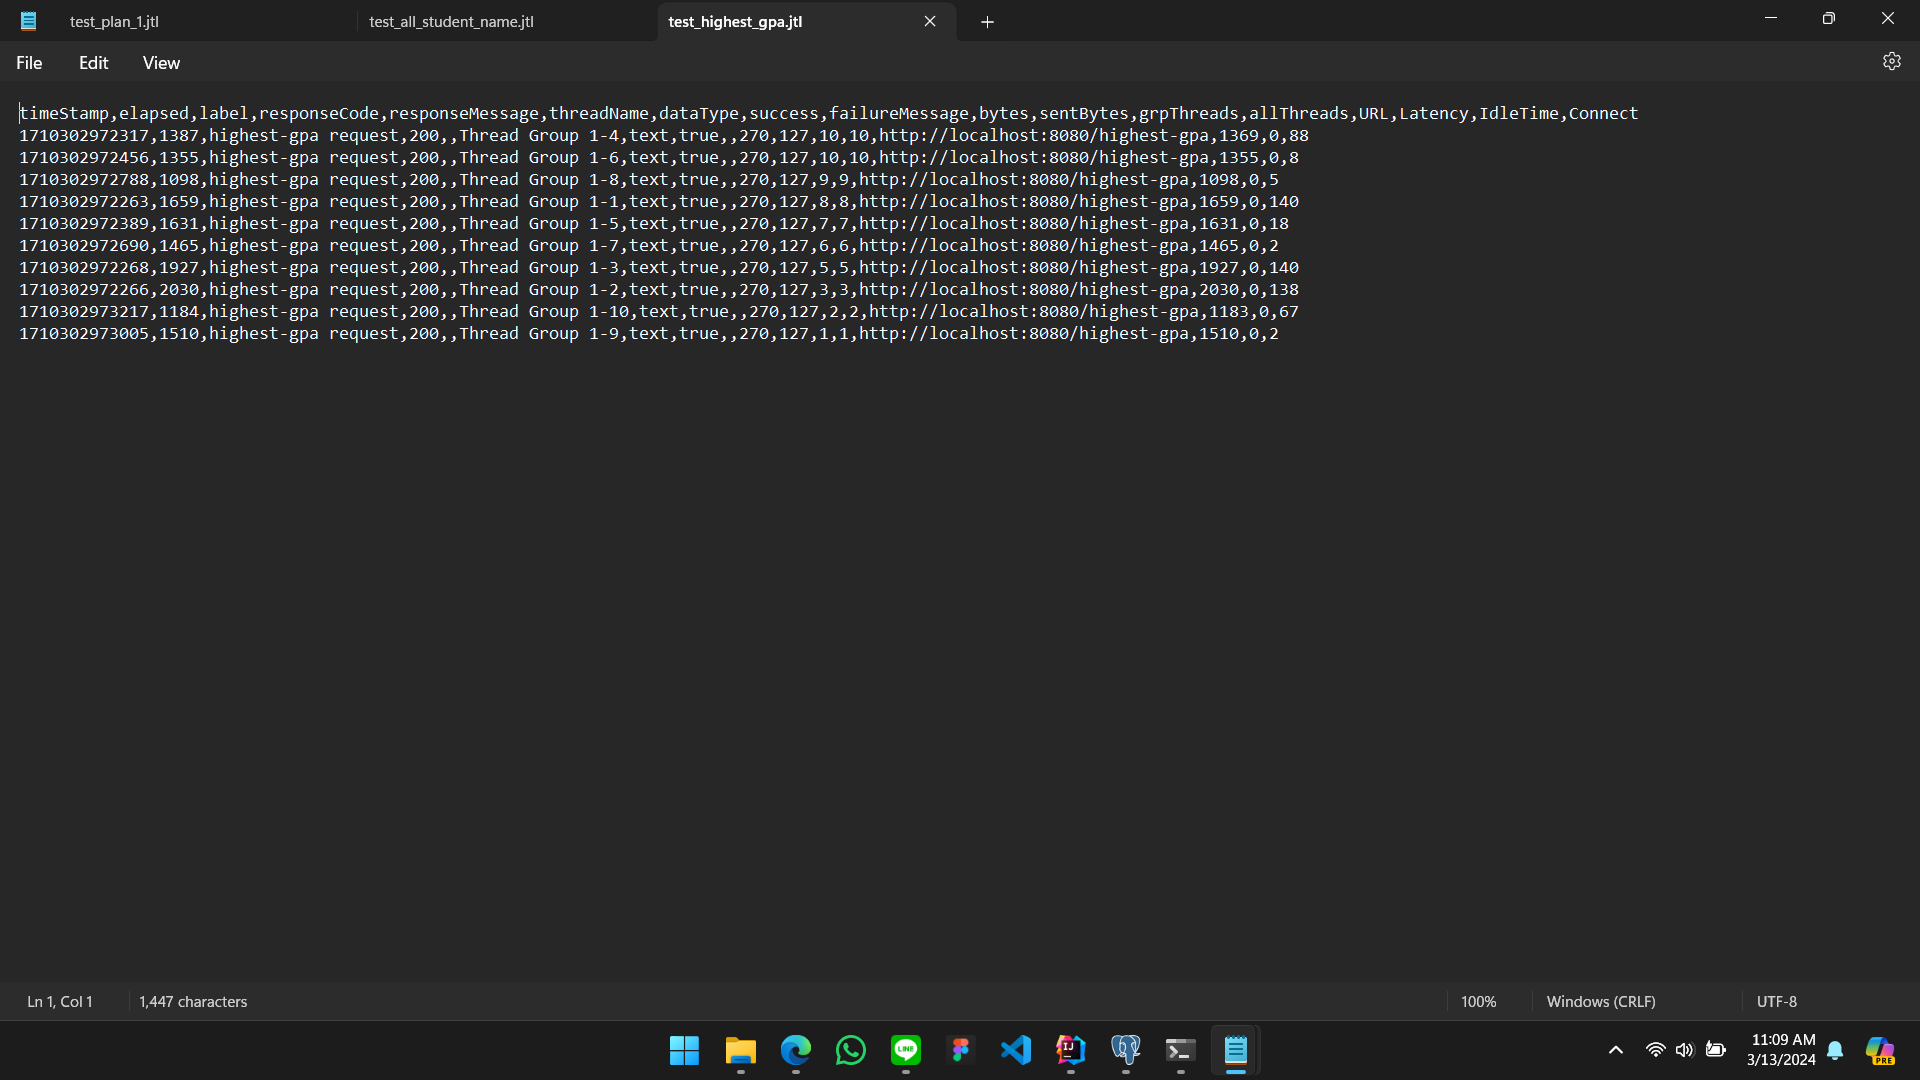 test_plan_1.jtl
test_all_student_name.jtl
test_highest_gpa.jtl
File Edit View
timeStamp,elapsed,label,responseCode,responseMessage,threadName,dataType,success,failureMessage,bytes,sentBytes,grpThreads,allThreads,URL,Latency,IdleTime,Connect
1710302972317,1387,highest-gpa request,200,,Thread Group 1-4,text,true,,270,127,10,10,http://localhost:8080/highest-gpa,1369,0,88
1710302972456,1355,highest-gpa request,200,,Thread Group 1-6,text,true,,270,127,10,10,http://localhost:8080/highest-gpa,1355,0,8
1710302972788,1098,highest-gpa request,200,,Thread Group 1-8,text,true,,270,127,9,9,http://localhost:8080/highest-gpa,1098,0,5
1710302972263,1659,highest-gpa request,200,,Thread Group 1-1,text,true,,270,127,8,8,http://localhost:8080/highest-gpa,1659,0,140
1710302972389,1631,highest-gpa request,200,,Thread Group 1-5,text,true,,270,127,7,7,http://localhost:8080/highest-gpa,1631,0,18
1710302972690,1465,highest-gpa request,200,,Thread Group 1-7,text,true,,270,127,6,6,http://localhost:8080/highest-gpa,1465,0,2
1710302972268,1927,highest-gpa request,200,,Thread Group 1-3,text,true,,270,127,5,5,http://localhost:8080/highest-gpa,1927,0,140
1710302972266,2030,highest-gpa request,200,,Thread Group 1-2,text,true,,270,127,3,3,http://localhost:8080/highest-gpa,2030,0,138
1710302973217,1184,highest-gpa request,200,,Thread Group 1-10,text,true,,270,127,2,2,http://localhost:8080/highest-gpa,1183,0,67
1710302973005,1510,highest-gpa request,200,,Thread Group 1-9,text,true,,270,127,1,1,http://localhost:8080/highest-gpa,1510,0,2
Ln 1, Col 1
1,447 characters
100%
Windows (CRLF)
UTF-8
LINE
IJ
11:09 AM
3/13/2024
PRE